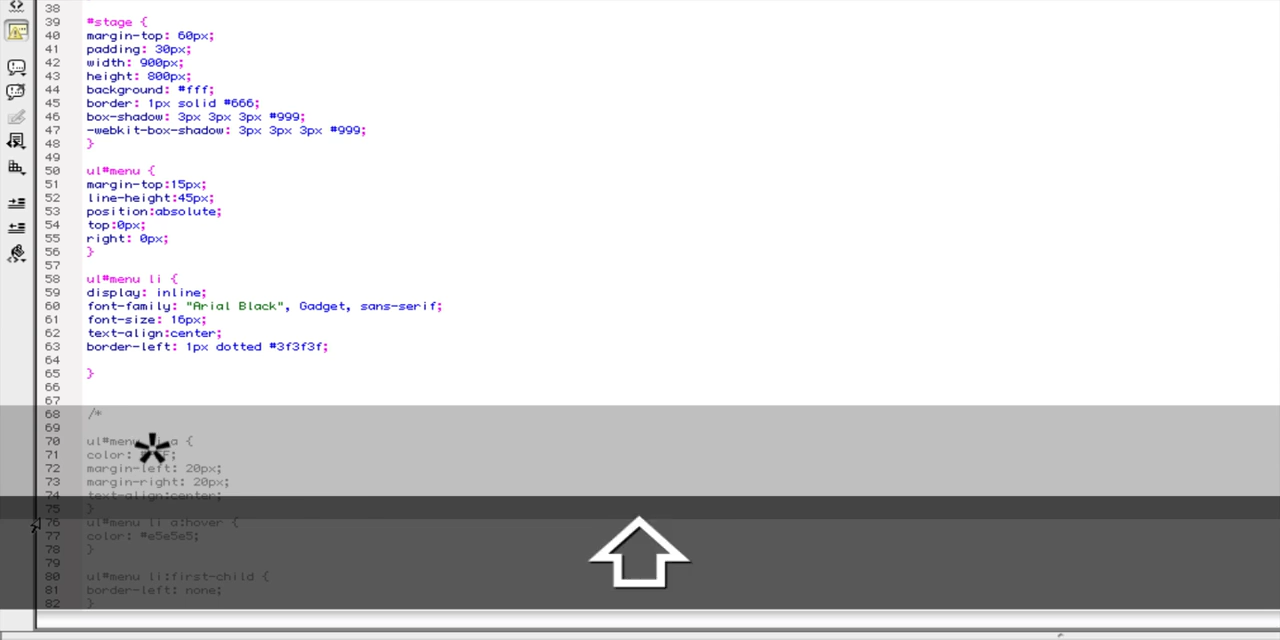 38
39 #stage {
40 margin-top: 60px;
41 padding: 30px;
42 width: 900px;
43 height: 800px;
44 background: #fff;
45 border: 1px solid #666;
46 box-shadow: 3px 3px 3px #999;
47 -webkit-box-shadow: 3px 3px 3px #999;
48 }
49
50 ul#menu {
51 margin-top:15px;
52 line-height:45px;
53 position:absolute;
54 top:0px;
55 right: 0px;
56 }
57
58 ul#menu li {
59 display: inline;
60 font-family: "Arial Black", Gadget, sans-serif;
61 font-size: 16px;
62 text-align:center;
63 border-left: 1px dotted #3f3f3f;
64
65 }
66
67
68 /*
69
70 ul#menu a {
71 color:
72 margin-left: 20px;
73 margin-right: 20px;
74 text-align:center;
75 }
76 ul#menu li a:hover {
77 color: #e5e5e5;
78 }
79
80 ul#menu li:first-child {
81 border-left: none;
82 }
*